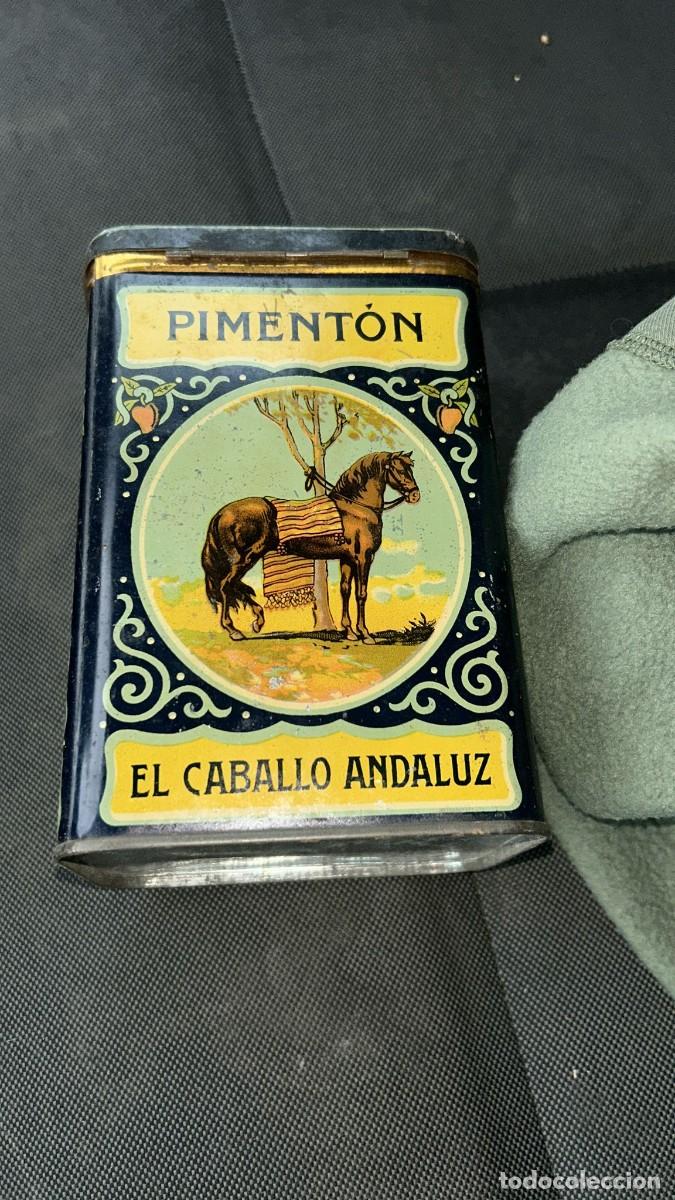 PIMENTÓN
EL CABALLO ANDALUZ
todocoleccion